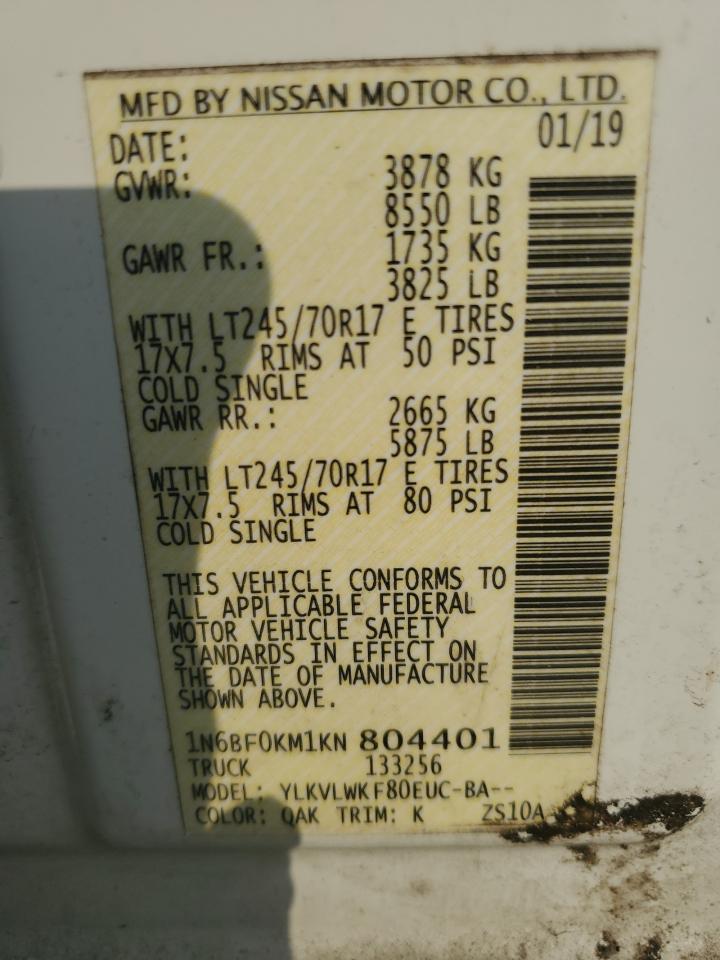 MFD BY NISSAN MOTOR CO., LTD.
DATE: 01/19
GVWR: 3878 KG
8550 LB
GAWR FR.: 1735 KG
3825 LB
WITH LT245/70R17 E TIRES
17X7.5 RIMS AT 50 PSI
COLD SINGLE
GAWR RR.: 2665 KG
5875 LB
WITH LT245/70R17 E TIRES
17X7.5 RIMS AT 80 PSI
COLD SINGLE
THIS VEHICLE CONFORMS TO
ALL APPLICABLE FEDERAL
MOTOR VEHICLE SAFETY
STANDARDS IN EFFECT ON
THE DATE OF MANUFACTURE
SHOWN ABOVE.
1N6BF0KM1KN 804401
TRUCK 133256
MODEL: YLKVLWKF80EUC-BA--
COLOR: QAK TRIM: K ZS10A